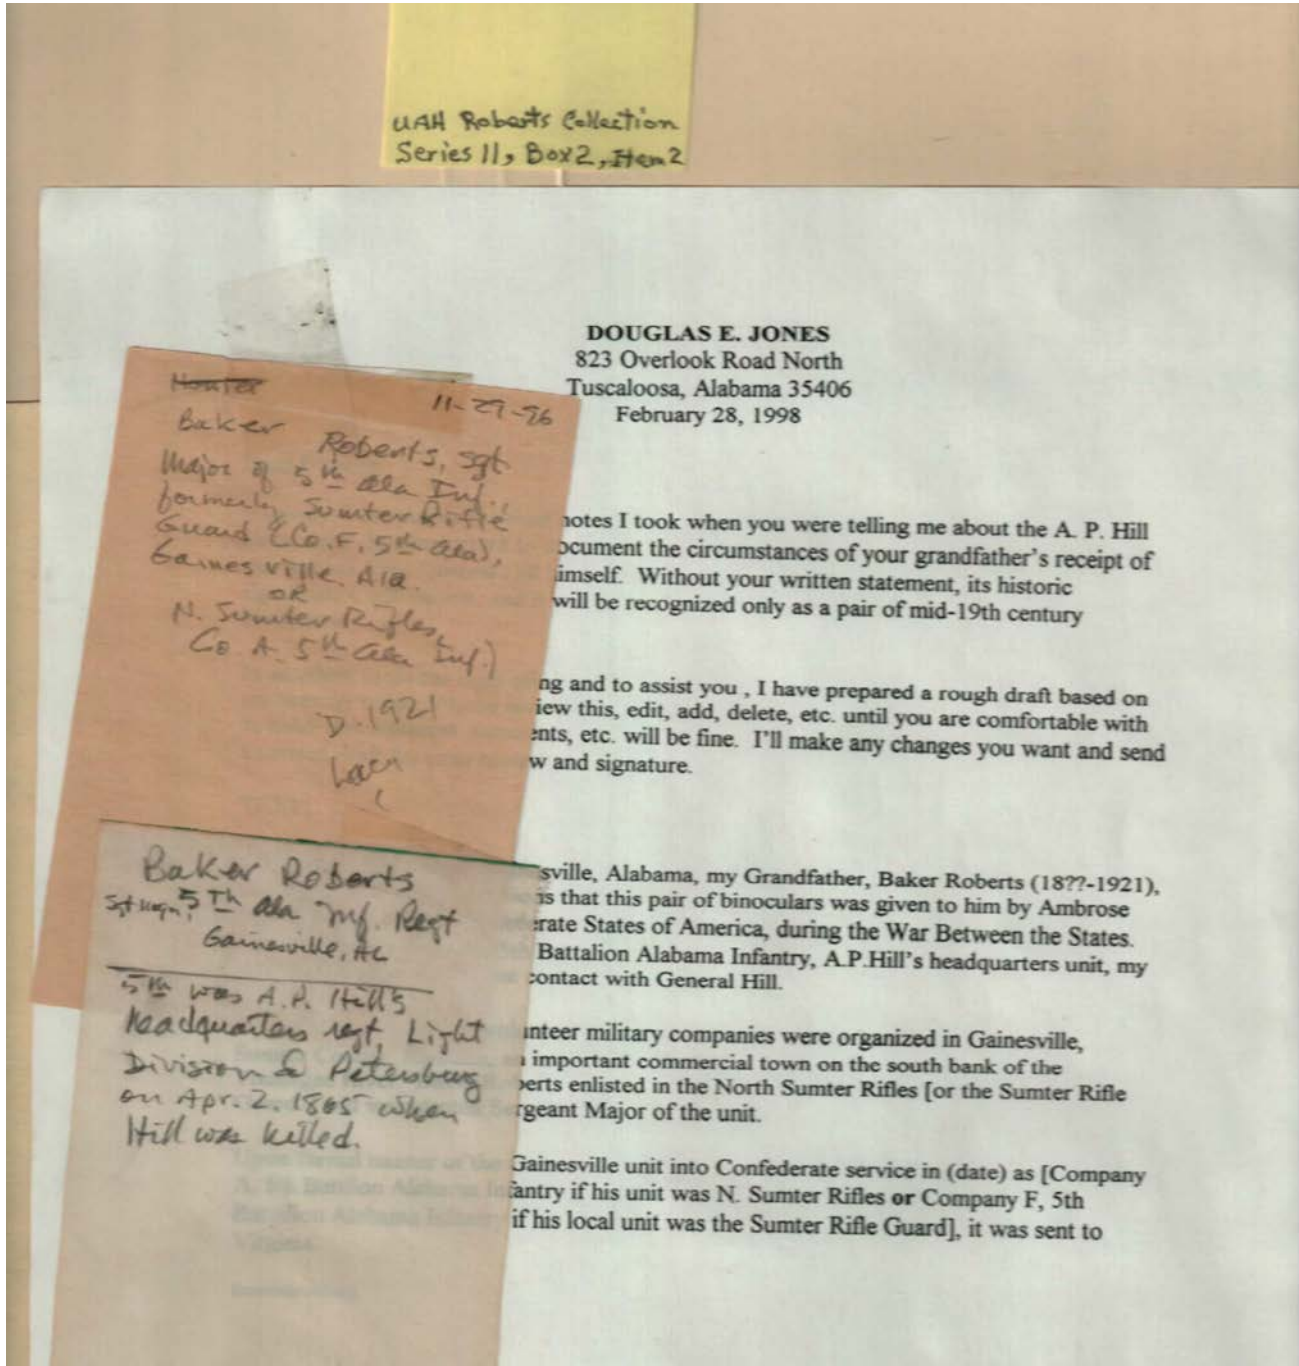 UAH Roberts Collection
Series 11, Box 2, Item 2
DOUGLAS E. JONES
823 Overlook Road North
Tuscaloosa, Alabama 35406
February 28, 1998
11-29-96
Baker Roberts, sgt
Major of 5th Ala Inf.,
formerly Sumter Rifle
Guard (Co. F, 5th Ala),
Gainesville Ala.
OR
N. Sumter Rifles,
Co A. 5th Ala Inf.)
D. 1921
Baker Roberts
5th Ala Inf. Regt
Gainesville, AL
5th was A.P. Hill's
headquarters regt, Light
Division @ Petersburg
on Apr. 2. 1865 when
Hill was killed.
notes I took when you were telling me about the A. P. Hill
ocument the circumstances of your grandfather's receipt of
imself. Without your written statement, its historic
will be recognized only as a pair of mid-19th century
ng and to assist you , I have prepared a rough draft based on
iew this, edit, add, delete, etc. until you are comfortable with
ents, etc. will be fine. I'll make any changes you want and send
w and signature.
sville, Alabama, my Grandfather, Baker Roberts (18??-1921),
is that this pair of binoculars was given to him by Ambrose
erate States of America, during the War Between the States.
Battalion Alabama Infantry, A.P.Hill's headquarters unit, my
contact with General Hill.
unteer military companies were organized in Gainesville,
important commercial town on the south bank of the
berts enlisted in the North Sumter Rifles [or the Sumter Rifle
rgeant Major of the unit.
Gainesville unit into Confederate service in (date) as [Company
fantry if his unit was N. Sumter Rifles or Company F, 5th
if his local unit was the Sumter Rifle Guard], it was sent to